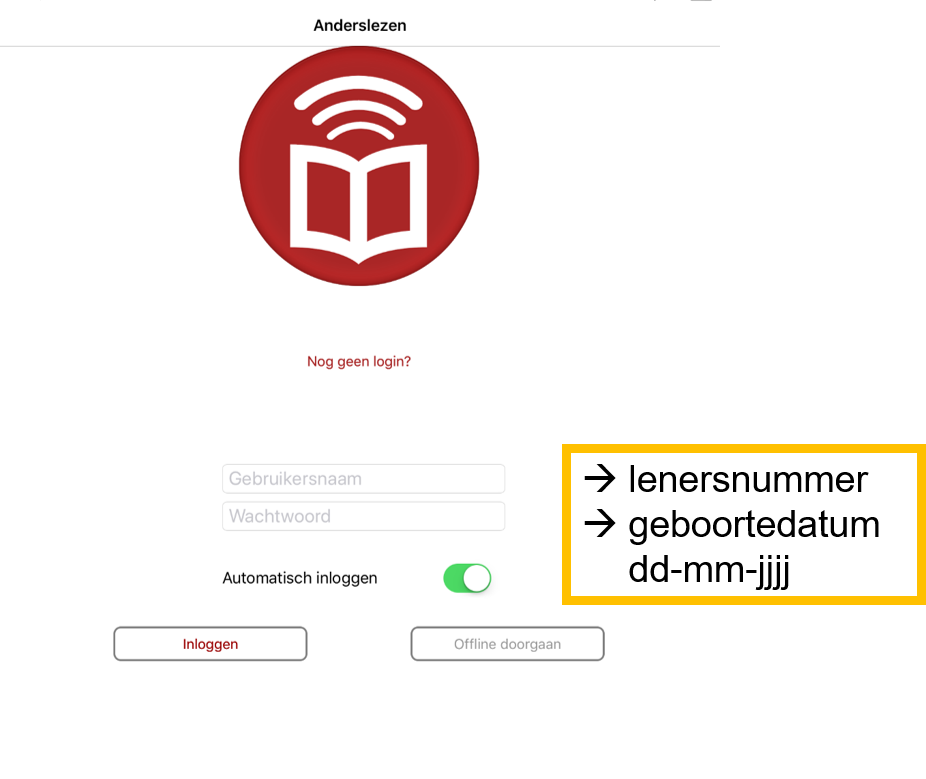 Anderslezen
Nog geen login?
Gebruikersnaam
Wachtwoord
→ lenersnummer
→ geboortedatum
dd-mm-jjjj
Automatisch inloggen
Inloggen
Offline doorgaan